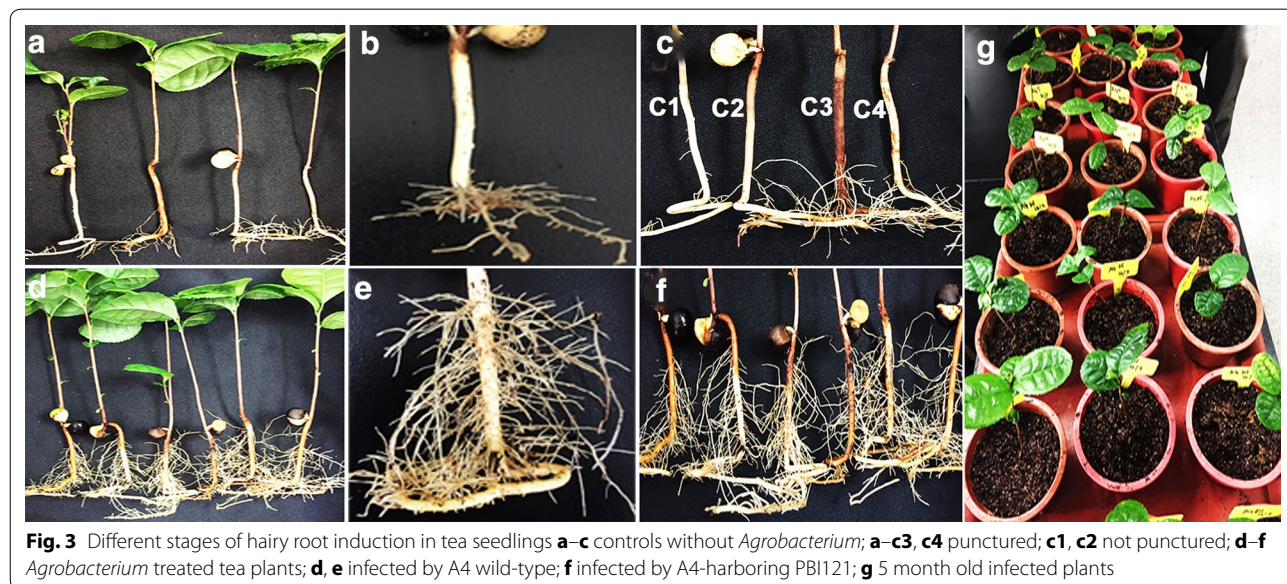 a
b
c
g
C1
C2
C3
C4
d
e
f
Fig. 3 Different stages of hairy root induction in tea seedlings a–c controls without Agrobacterium; a–c3, c4 punctured; c1, c2 not punctured; d–f
Agrobacterium treated tea plants; d, e infected by A4 wild-type; f infected by A4-harboring PBI121; g 5 month old infected plants